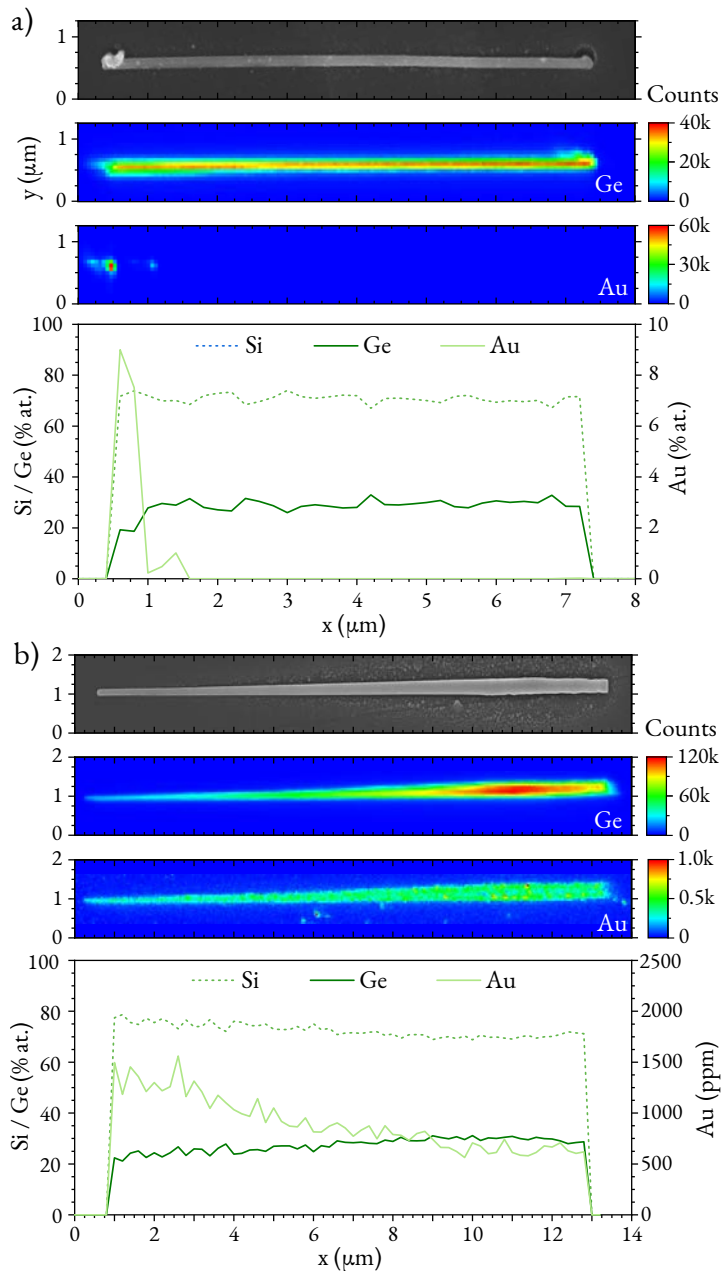 a)
1
0
Counts
1
0
y (μm)
Ge
40k
20k
0
1
0
Au
60k
30k
0
100
80
60
40
20
0
Si / Ge (% at.)
Si Ge Au
10
8
6
4
2
0
Au (% at.)
0 1 2 3 4 5 6 7 8
x (μm)
b)
2
1
0
Counts
2
1
0
Ge
120k
60k
0
2
1
0
Au
1.0k
0.5k
0
100
80
60
40
20
0
Si / Ge (% at.)
Si Ge Au
2500
2000
1500
1000
500
0
Au (ppm)
0 2 4 6 8 10 12 14
x (μm)